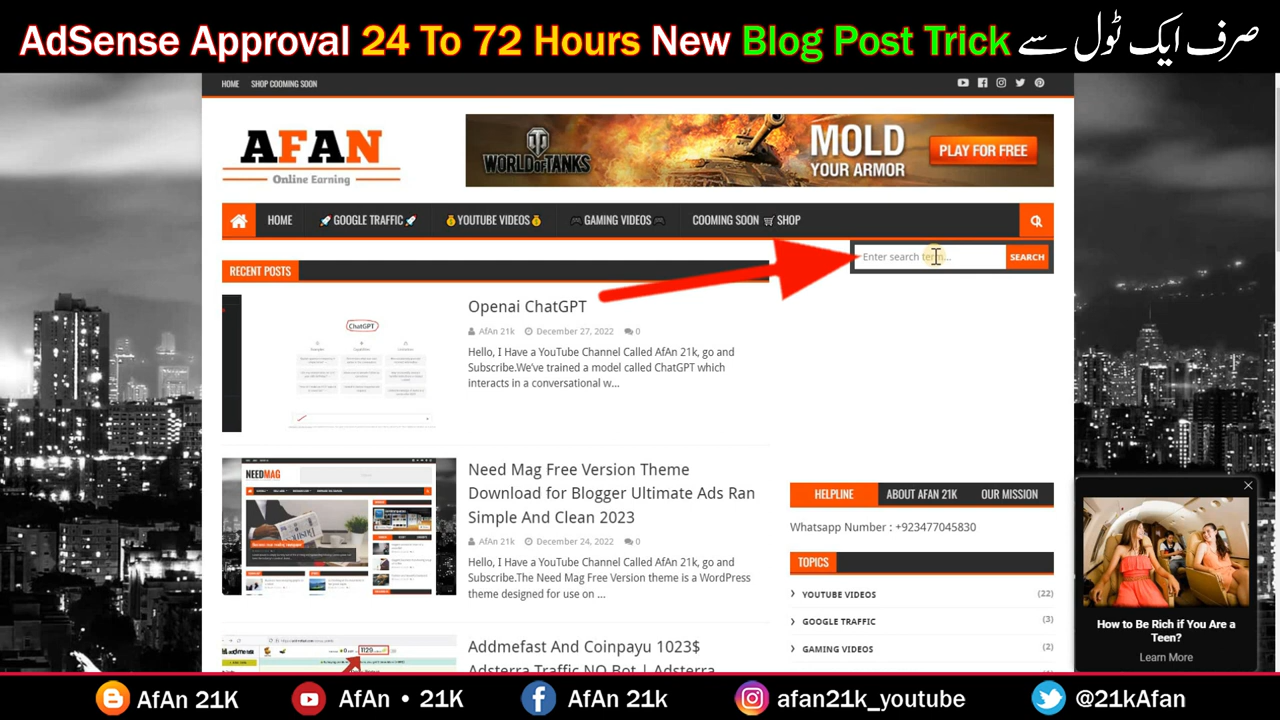 AdSense Approval 24 To 72 Hours New Blog Post Trick صرف ایک ٹول سے
HOME SHOP COOMING SOON
AFAN
Online Earning
WORLD OF TANKS
MOLD
YOUR ARMOR
PLAY FOR FREE
HOME 🚀 GOOGLE TRAFFIC 🚀 💰 YOUTUBE VIDEOS 💰 🎮 GAMING VIDEOS 🎮 COOMING SOON 🛒 SHOP
Enter search term... SEARCH
RECENT POSTS
ChatGPT
Openai ChatGPT
AfAn 21k December 27, 2022 0
Hello, I Have a YouTube Channel Called AfAn 21k, go and
Subscribe.We've trained a model called ChatGPT which
interacts in a conversational w...
NEEDMAG
Need Mag Free Version Theme
Download for Blogger Ultimate Ads Ran
Simple And Clean 2023
AfAn 21k December 24, 2022 0
Hello, I Have a YouTube Channel Called AfAn 21k, go and
Subscribe.The Need Mag Free Version theme is a WordPress
theme designed for use on ...
Addmefast And Coinpayu 1023$
Adsterra Traffic NO Bot | Adsterra
HELPLINE ABOUT AFAN 21K OUR MISSION
Whatsapp Number : +923477045830
TOPICS
YOUTUBE VIDEOS (22)
GOOGLE TRAFFIC (3)
GAMING VIDEOS
How to Be Rich if You Are a
Teen?
Learn More
AfAn 21K AfAn • 21K AfAn 21k afan21k_youtube @21kAfan